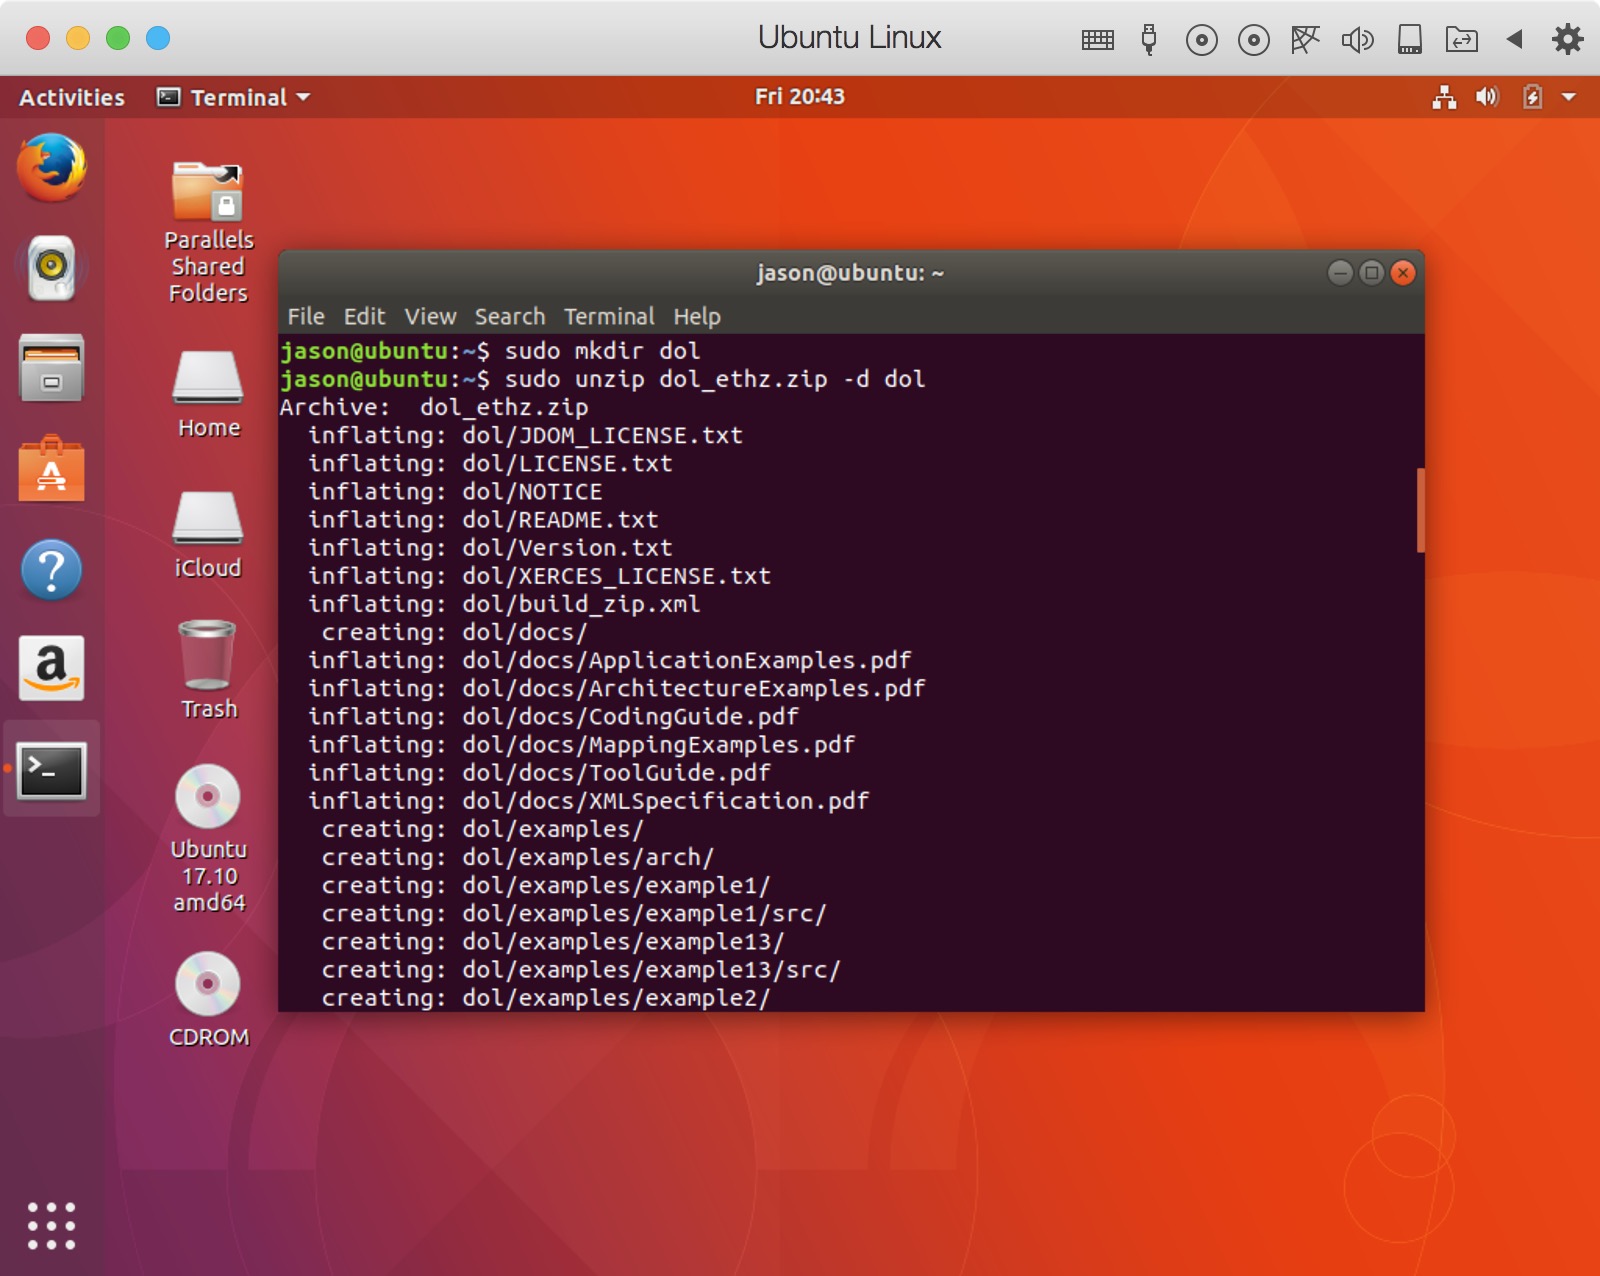 Ubuntu Linux
Activities
Terminal
Fri 20:43
Parallels
Shared
Folders
Home
iCloud
Trash
Ubuntu
17.10
amd64
CDROM
jason@ubuntu: ~
File Edit View Search Terminal Help
jason@ubuntu:~$ sudo mkdir dol
jason@ubuntu:~$ sudo unzip dol_ethz.zip -d dol
Archive:  dol_ethz.zip
  inflating: dol/JDOM_LICENSE.txt
  inflating: dol/LICENSE.txt
  inflating: dol/NOTICE
  inflating: dol/README.txt
  inflating: dol/Version.txt
  inflating: dol/XERCES_LICENSE.txt
  inflating: dol/build_zip.xml
   creating: dol/docs/
  inflating: dol/docs/ApplicationExamples.pdf
  inflating: dol/docs/ArchitectureExamples.pdf
  inflating: dol/docs/CodingGuide.pdf
  inflating: dol/docs/MappingExamples.pdf
  inflating: dol/docs/ToolGuide.pdf
  inflating: dol/docs/XMLSpecification.pdf
   creating: dol/examples/
   creating: dol/examples/arch/
   creating: dol/examples/example1/
   creating: dol/examples/example1/src/
   creating: dol/examples/example13/
   creating: dol/examples/example13/src/
   creating: dol/examples/example2/